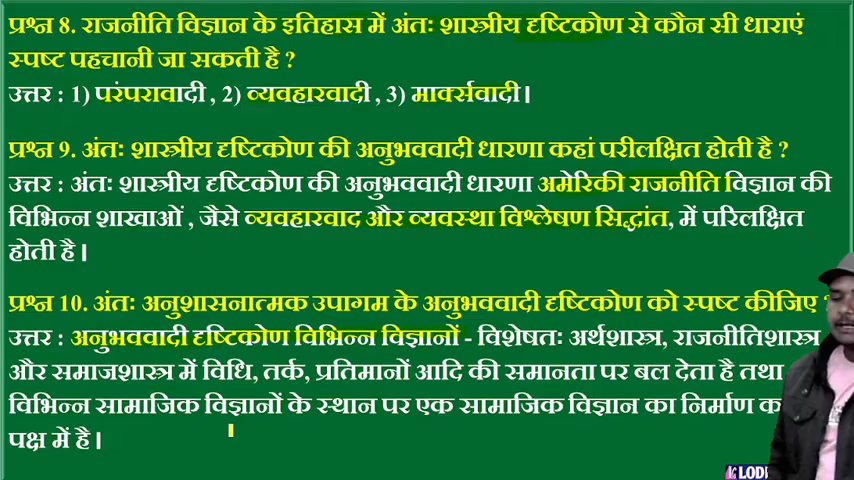 प्रश्न 8. राजनीति विज्ञान के इतिहास में अंतः शास्त्रीय दृष्टिकोण से कौन सी धाराएं
स्पष्ट पहचानी जा सकती है ?
उत्तर : 1) परंपरावादी , 2) व्यवहारवादी , 3) मार्क्सवादी।
प्रश्न 9. अंतः शास्त्रीय दृष्टिकोण की अनुभववादी धारणा कहां परीलक्षित होती है ?
उत्तर : अंतः शास्त्रीय दृष्टिकोण की अनुभववादी धारणा अमेरिकी राजनीति विज्ञान की
विभिन्न शाखाओं , जैसे व्यवहारवाद और व्यवस्था विश्लेषण सिद्धांत, में परिलक्षित
होती है।
प्रश्न 10. अंतः अनुशासनात्मक उपागम के अनुभववादी दृष्टिकोण को स्पष्ट कीजिए ?
उत्तर : अनुभववादी दृष्टिकोण विभिन्न विज्ञानों - विशेषतः अर्थशास्त्र, राजनीतिशास्त्र
और समाजशास्त्र में विधि, तर्क, प्रतिमानों आदि की समानता पर बल देता है तथा
विभिन्न सामाजिक विज्ञानों के स्थान पर एक सामाजिक विज्ञान का निर्माण
पक्ष में है।